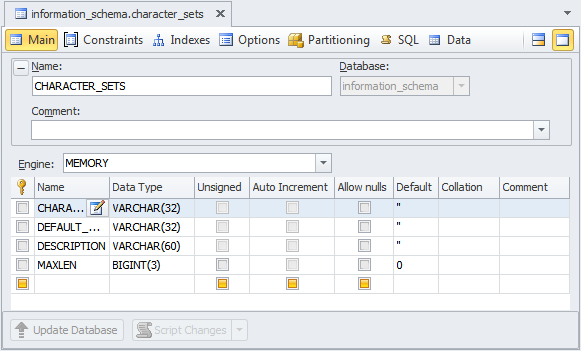 information_schema.character_sets
Main Constraints Indexes Options Partitioning SQL Data
Name: Database:
CHARACTER_SETS information_schema
Comment:
Engine: MEMORY
Name Data Type Unsigned Auto Increment Allow nulls Default Collation Comment
CHARA... VARCHAR(32) "
DEFAULT_... VARCHAR(32) "
DESCRIPTION VARCHAR(60) "
MAXLEN BIGINT(3) 0
Update Database Script Changes